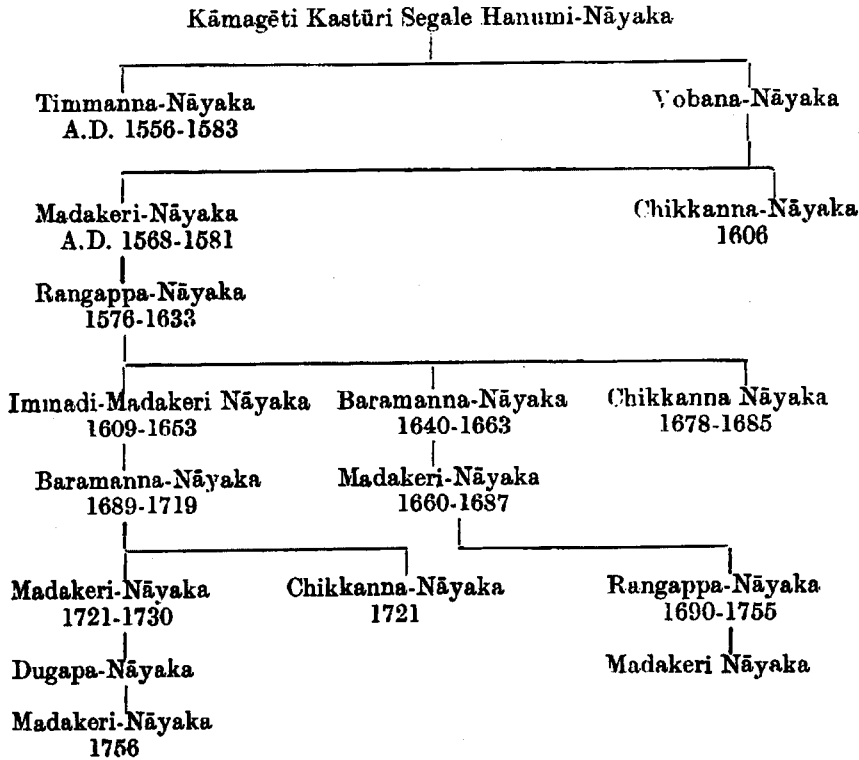 Kāmagēti Kastūri Segale Hanumi-Nāyaka
Timmanna-Nāyaka Vobana-Nāyaka
A.D. 1556-1583
Madakeri-Nāyaka Chikkanna-Nāyaka
A.D. 1568-1581 1606
Rangappa-Nāyaka
1576-1633
Immadi-Madakeri Nāyaka Baramanna-Nāyaka Chikkanna Nāyaka
1609-1653 1640-1663 1678-1685
Baramanna-Nāyaka Madakeri-Nāyaka
1689-1719 1660-1687
Madakeri-Nāyaka Chikkanna-Nāyaka Rangappa-Nāyaka
1721-1730 1721 1690-1755
Dugapa-Nāyaka Madakeri Nāyaka
Madakeri-Nāyaka
1756